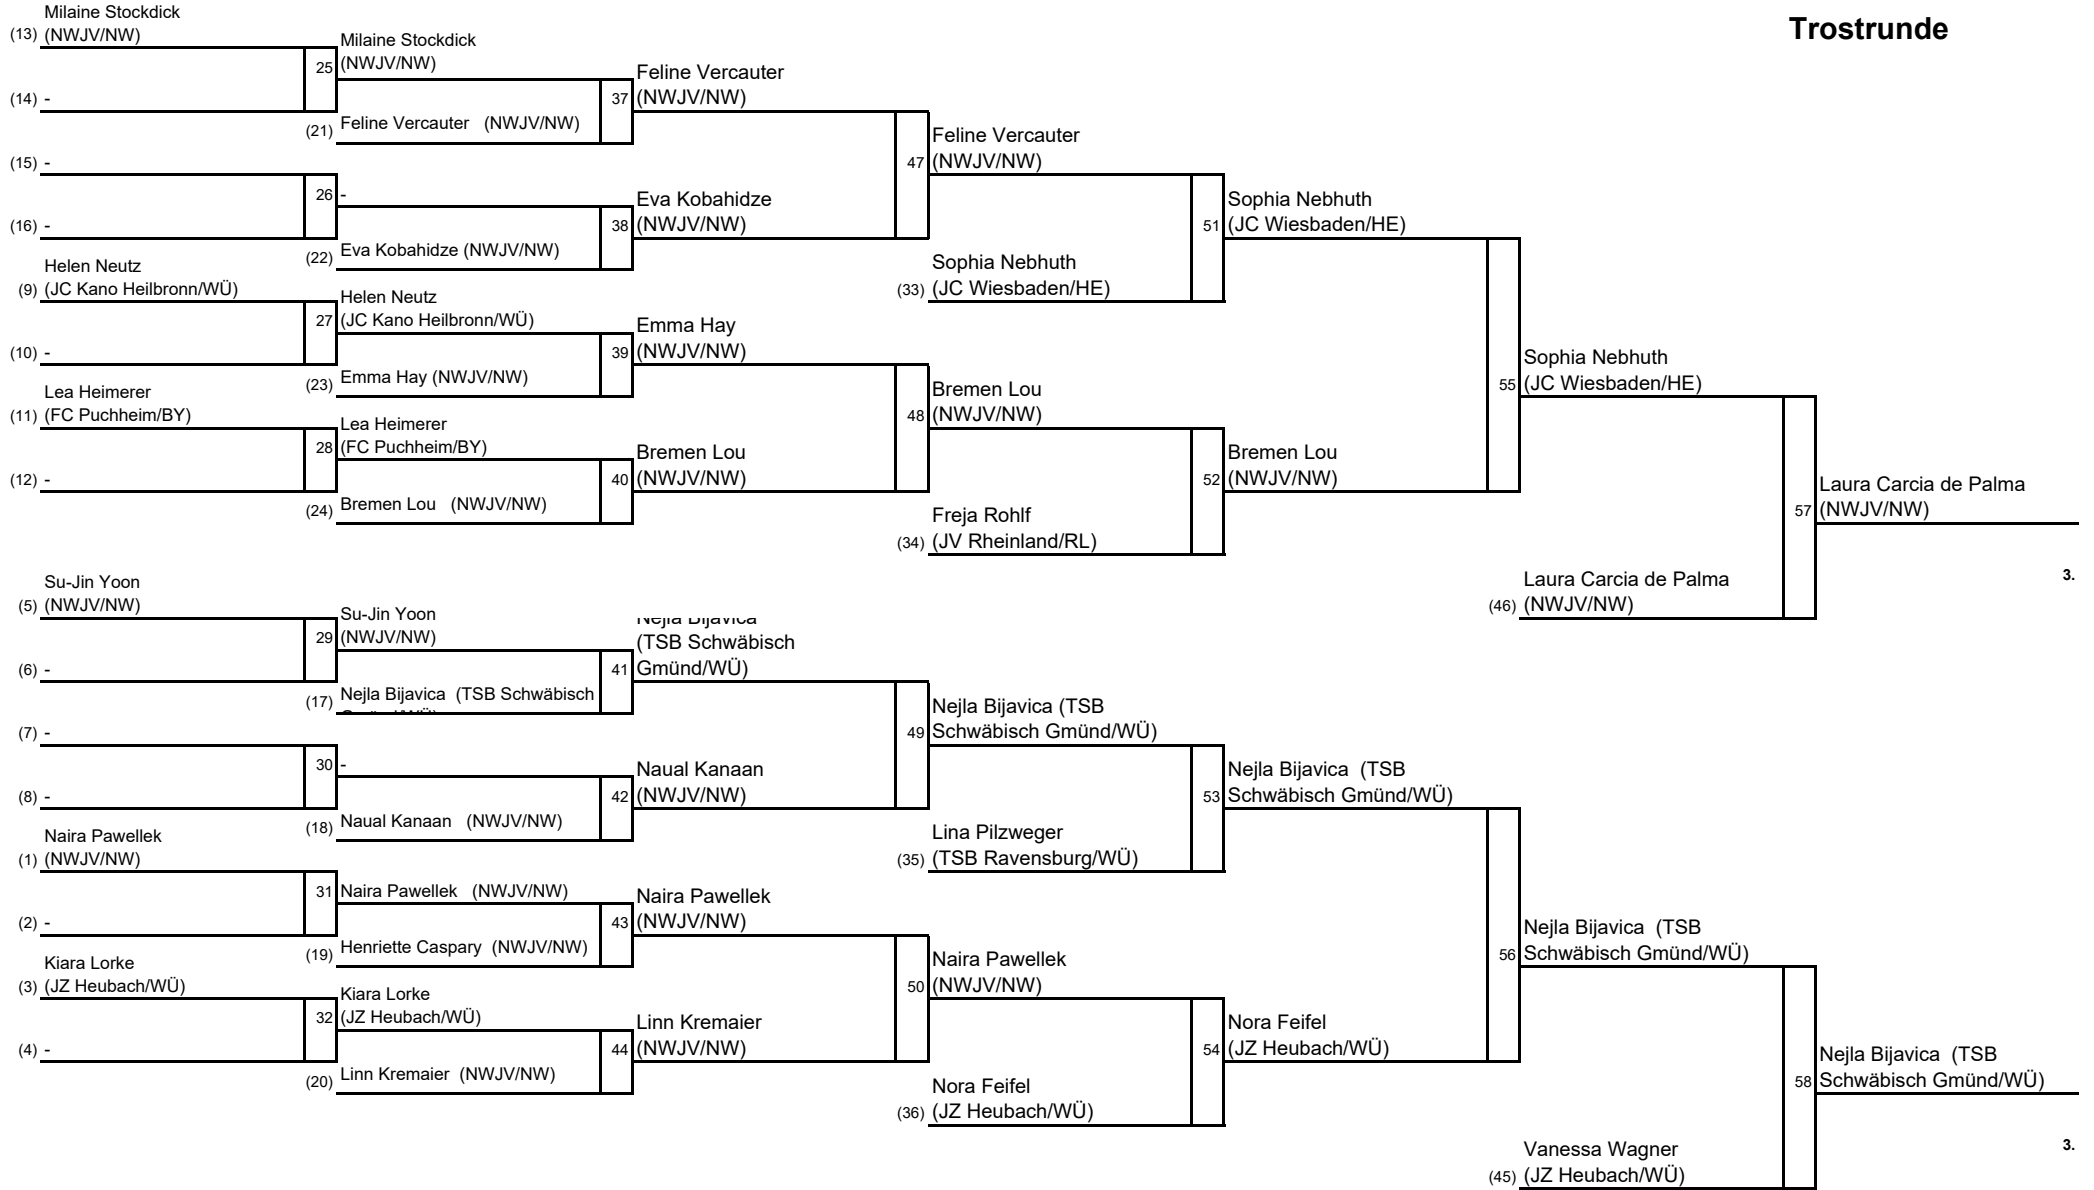 Trostrunde
Milaine Stockdick
(13) (NWJV/NW)
25
(14) -
Milaine Stockdick
(NWJV/NW)
37
(21) Feline Vercauter (NWJV/NW)
(15) -
26 -
(16) -
38
(22) Eva Kobahidze (NWJV/NW)
Helen Neutz
(9) (JC Kano Heilbronn/WÜ)
27
(10) -
Helen Neutz
(JC Kano Heilbronn/WÜ)
39
(23) Emma Hay (NWJV/NW)
Lea Heimerer
(11) (FC Puchheim/BY)
28
(12) -
Lea Heimerer
(FC Puchheim/BY)
40
(24) Bremen Lou (NWJV/NW)
Feline Vercauter
(NWJV/NW)
47
Eva Kobahidze
(NWJV/NW)
Emma Hay
(NWJV/NW)
48
Bremen Lou
(NWJV/NW)
Feline Vercauter
(NWJV/NW)
51
Sophia Nebhuth
(33) (JC Wiesbaden/HE)
Bremen Lou
(NWJV/NW)
52
Freja Rohlf
(34) (JV Rheinland/RL)
Sophia Nebhuth
(JC Wiesbaden/HE)
55
Bremen Lou
(NWJV/NW)
Sophia Nebhuth
(JC Wiesbaden/HE)
57
Laura Carcia de Palma
(46) (NWJV/NW)
Laura Carcia de Palma
(NWJV/NW)
3.
Su-Jin Yoon
(5) (NWJV/NW)
29
(6) -
Su-Jin Yoon
(NWJV/NW)
41
(17) Nejla Bijavica (TSB Schwäbisch
(7) -
30 -
(8) -
42
(18) Naual Kanaan (NWJV/NW)
Naira Pawellek
(1) (NWJV/NW)
31
(2) -
Naira Pawellek (NWJV/NW)
43
(19) Henriette Caspary (NWJV/NW)
Kiara Lorke
(3) (JZ Heubach/WÜ)
32
(4) -
Kiara Lorke
(JZ Heubach/WÜ)
44
(20) Linn Kremaier (NWJV/NW)
Nejla Bijavica
(TSB Schwäbisch
Gmünd/WÜ)
49
Naual Kanaan
(NWJV/NW)
Naira Pawellek
(NWJV/NW)
50
Linn Kremaier
(NWJV/NW)
Nejla Bijavica (TSB
Schwäbisch Gmünd/WÜ)
53
Lina Pilzweger
(35) (TSB Ravensburg/WÜ)
Naira Pawellek
(NWJV/NW)
54
Nora Feifel
(36) (JZ Heubach/WÜ)
Nejla Bijavica (TSB
Schwäbisch Gmünd/WÜ)
56
Nora Feifel
(JZ Heubach/WÜ)
Nejla Bijavica (TSB
Schwäbisch Gmünd/WÜ)
58
Vanessa Wagner
(45) (JZ Heubach/WÜ)
Nejla Bijavica (TSB
Schwäbisch Gmünd/WÜ)
3.